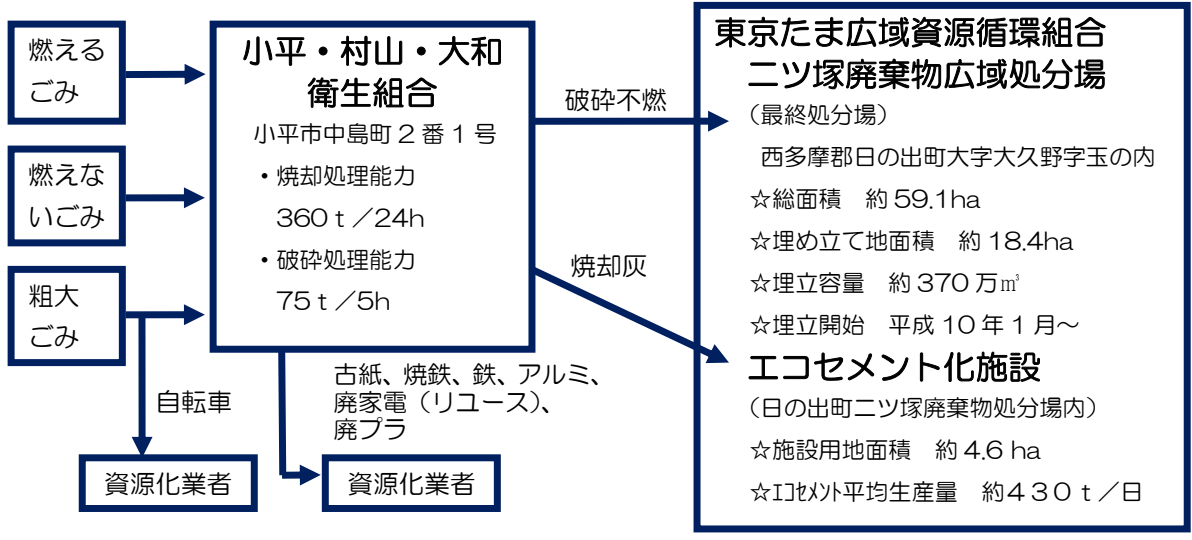 燃える
ごみ
燃えな
いごみ
粗大
ごみ
自転車
資源化業者
小平・村山・大和
衛生組合
小平市中島町２番１号
・焼却処理能力
360ｔ／24h
・破砕処理能力
75ｔ／5h
古紙、焼鉄、鉄、アルミ、
廃家電（リユース）、
廃プラ
資源化業者
破砕不燃
焼却灰
東京たま広域資源循環組合
二ツ塚廃棄物広域処分場
（最終処分場）
西多摩郡日の出町大字大久野字玉の内
☆総面積　約59.1ha
☆埋め立て地面積　約18.4ha
☆埋立容量　約370万㎥
☆埋立開始　平成10年１月～
エコセメント化施設
（日の出町二ツ塚廃棄物処分場内）
☆施設用地面積　約4.6 ha
☆ｴｺｾﾒﾝﾄ平均生産量　約４３０ｔ／日